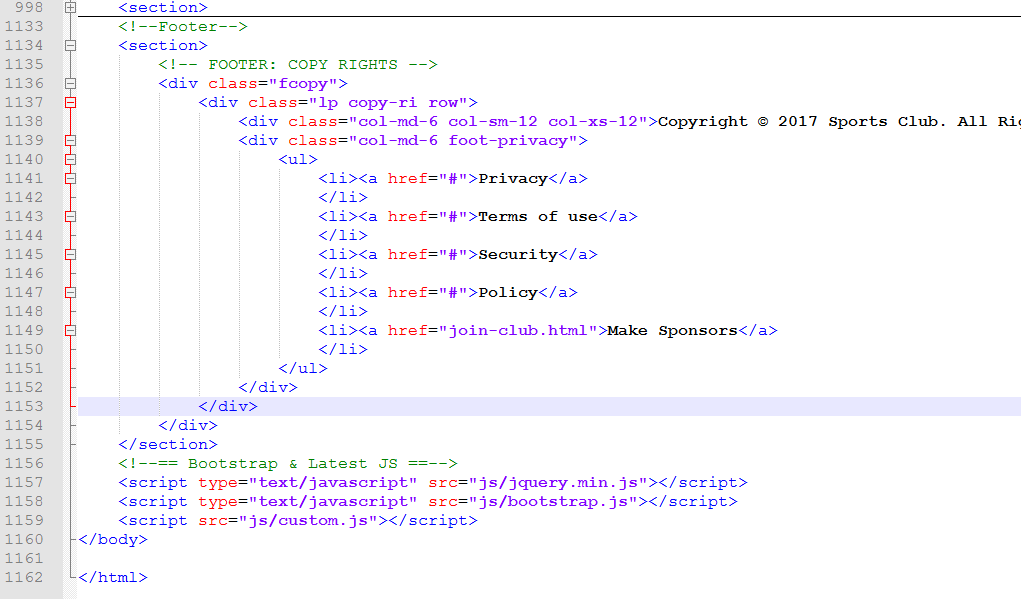 998 <section>
1133 <!--Footer-->
1134 <section>
1135 <!-- FOOTER: COPY RIGHTS -->
1136 <div class="fcopy">
1137 <div class="lp copy-ri row">
1138 <div class="col-md-6 col-sm-12 col-xs-12">Copyright © 2017 Sports Club. All
1139 <div class="col-md-6 foot-privacy">
1140 <ul>
1141 <li><a href="#">Privacy</a>
1142 </li>
1143 <li><a href="#">Terms of use</a>
1144 </li>
1145 <li><a href="#">Security</a>
1146 </li>
1147 <li><a href="#">Policy</a>
1148 </li>
1149 <li><a href="join-club.html">Make Sponsors</a>
1150 </li>
1151 </ul>
1152 </div>
1153 </div>
1154 </div>
1155 </section>
1156 <!--== Bootstrap & Latest JS ==-->
1157 <script type="text/javascript" src="js/jquery.min.js"></script>
1158 <script type="text/javascript" src="js/bootstrap.js"></script>
1159 <script src="js/custom.js"></script>
1160 </body>
1161
1162 </html>